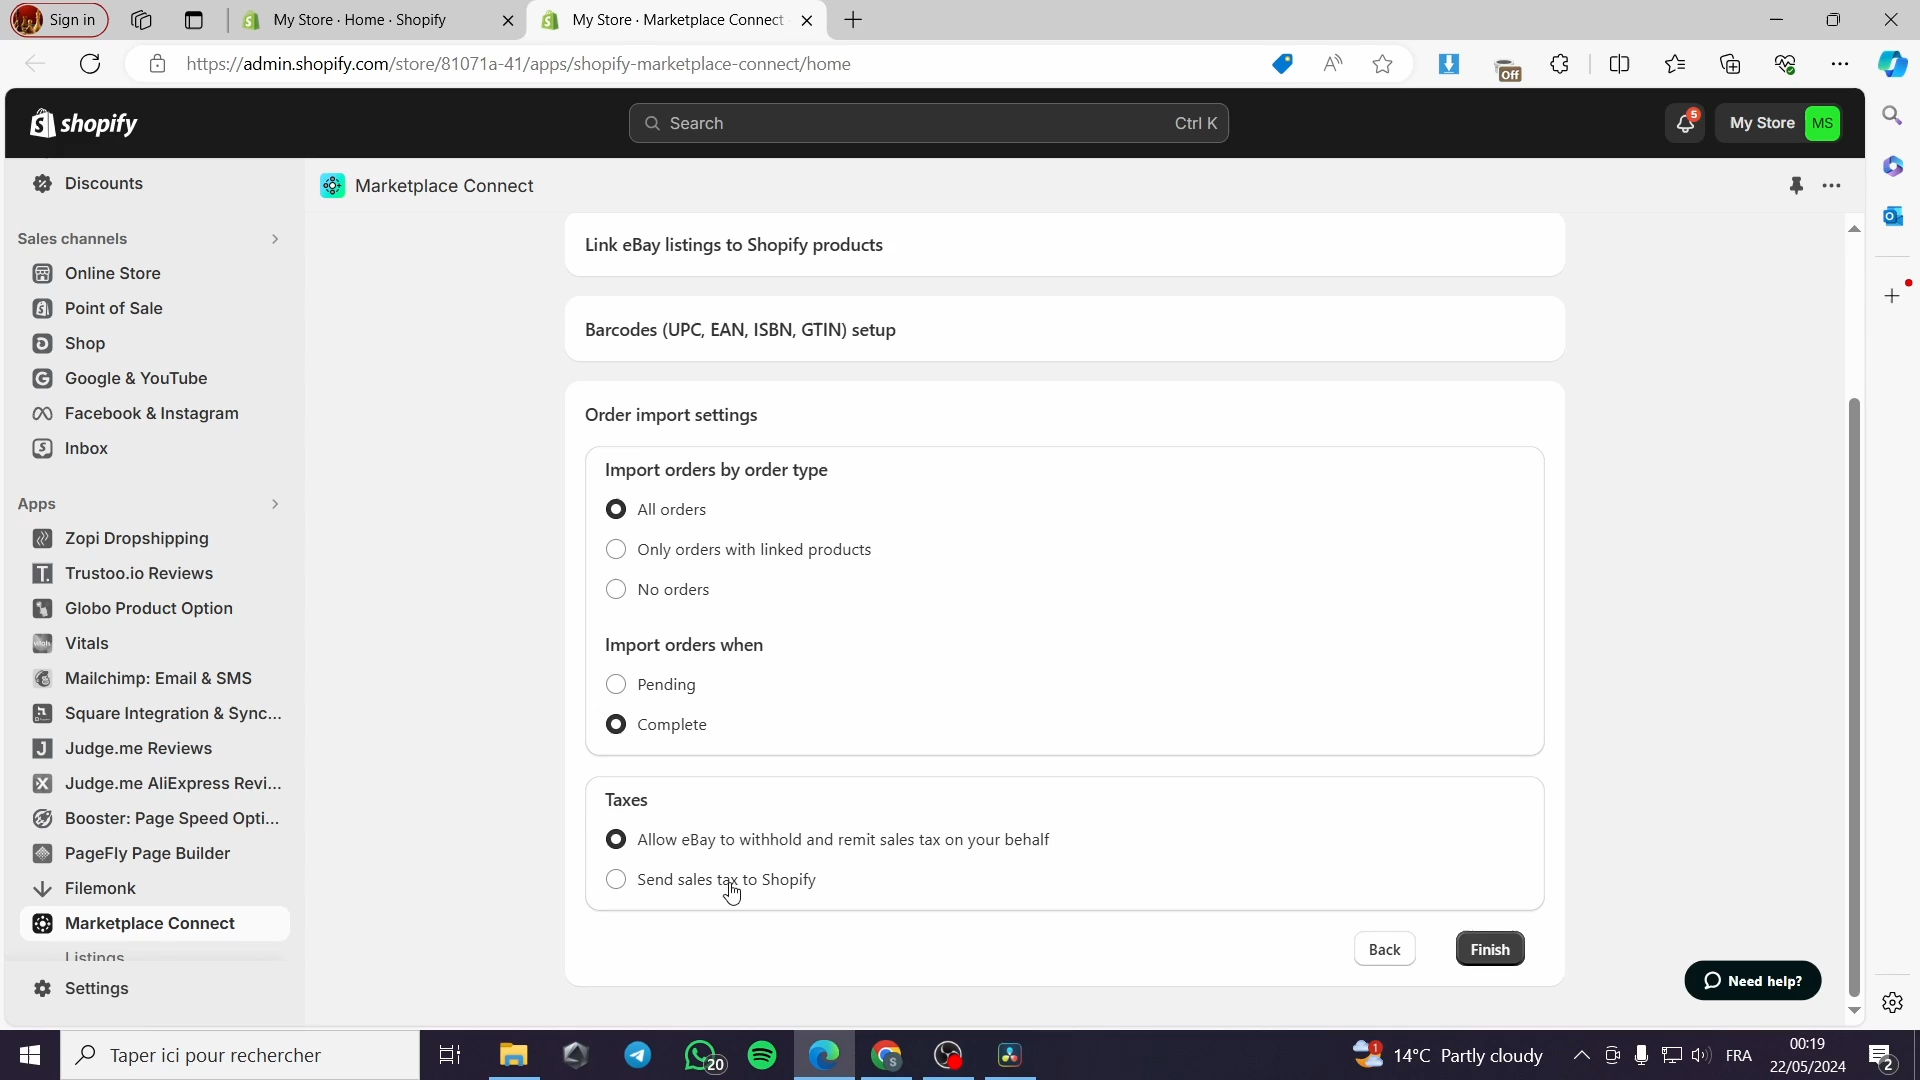 Sign in
My Store · Home · Shopify
My Store · Marketplace Connect
https://admin.shopify.com/store/81071a-41/apps/shopify-marketplace-connect/home
Off
shopify
Search
Ctrl K
5
My Store
MS
Discounts
Marketplace Connect
Sales channels
Online Store
Point of Sale
Shop
Google & YouTube
Facebook & Instagram
Inbox
Apps
Zopi Dropshipping
Trustoo.io Reviews
Globo Product Option
Vitals
Mailchimp: Email & SMS
Square Integration & Sync...
Judge.me Reviews
Judge.me AliExpress Revi...
Booster: Page Speed Opti...
PageFly Page Builder
Filemonk
Marketplace Connect
Listings
Settings
Link eBay listings to Shopify products
Barcodes (UPC, EAN, ISBN, GTIN) setup
Order import settings
Import orders by order type
All orders
Only orders with linked products
No orders
Import orders when
Pending
Complete
Taxes
Allow eBay to withhold and remit sales tax on your behalf
Send sales tax to Shopify
Back
Finish
Need help?
Taper ici pour rechercher
20
1
14°C Partly cloudy
FRA
00:19
22/05/2024
2